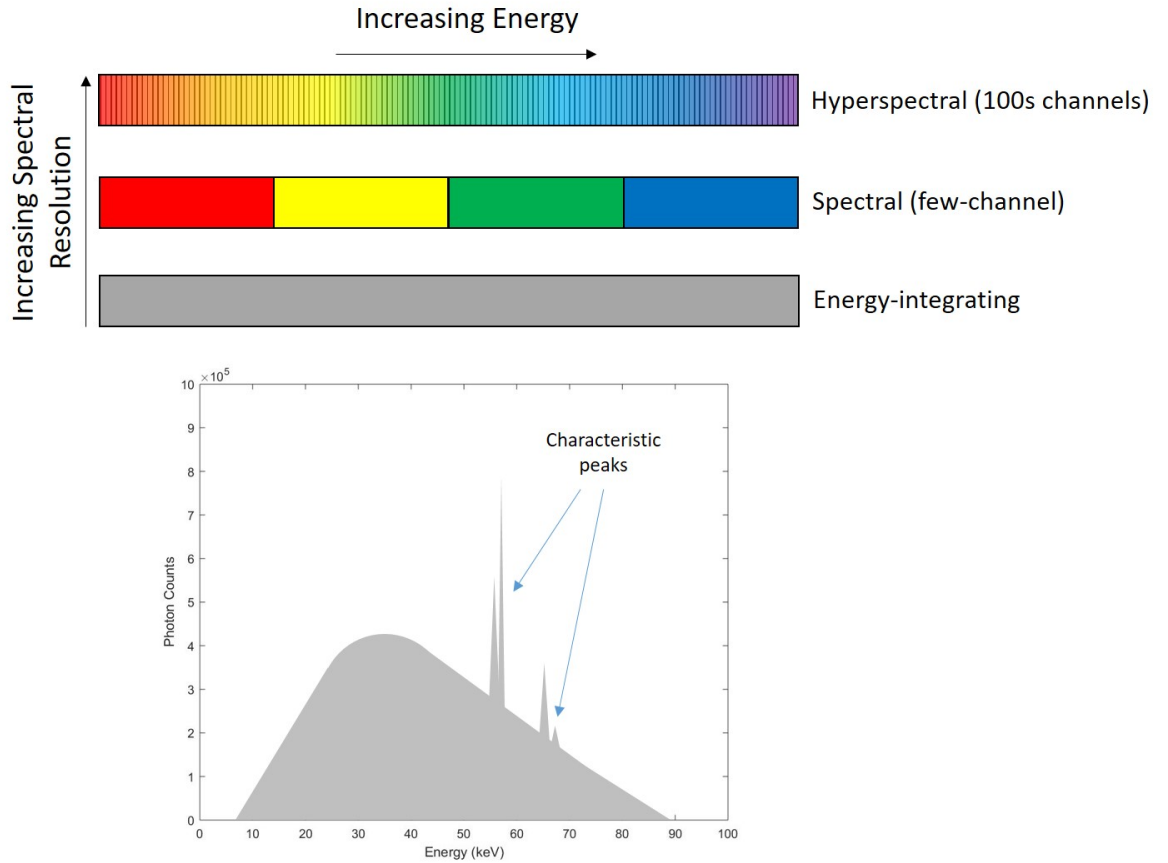 Increasing Energy
Increasing Spectral
Resolution
Hyperspectral (100s channels)
Spectral (few-channel)
Energy-integrating
×10⁵
10
9
8
7
6
5
4
3
2
1
0
Photon Counts
Characteristic
peaks
0 10 20 30 40 50 60 70 80 90 100
Energy (keV)